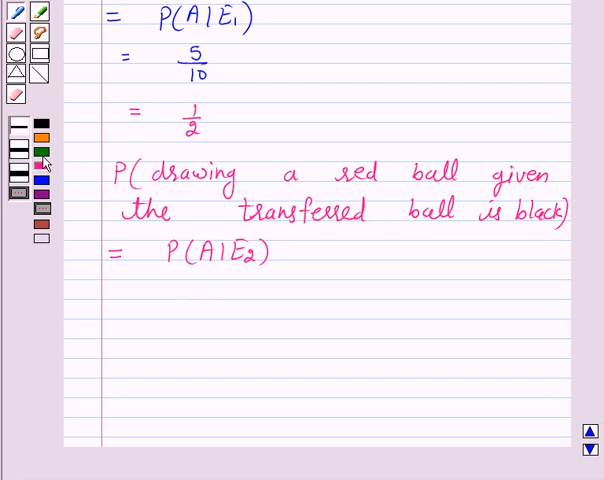 = P(A|E₁)
= 5/10
= 1/2
P( drawing a red ball given
the transferred ball is black)
= P(A|E₂)